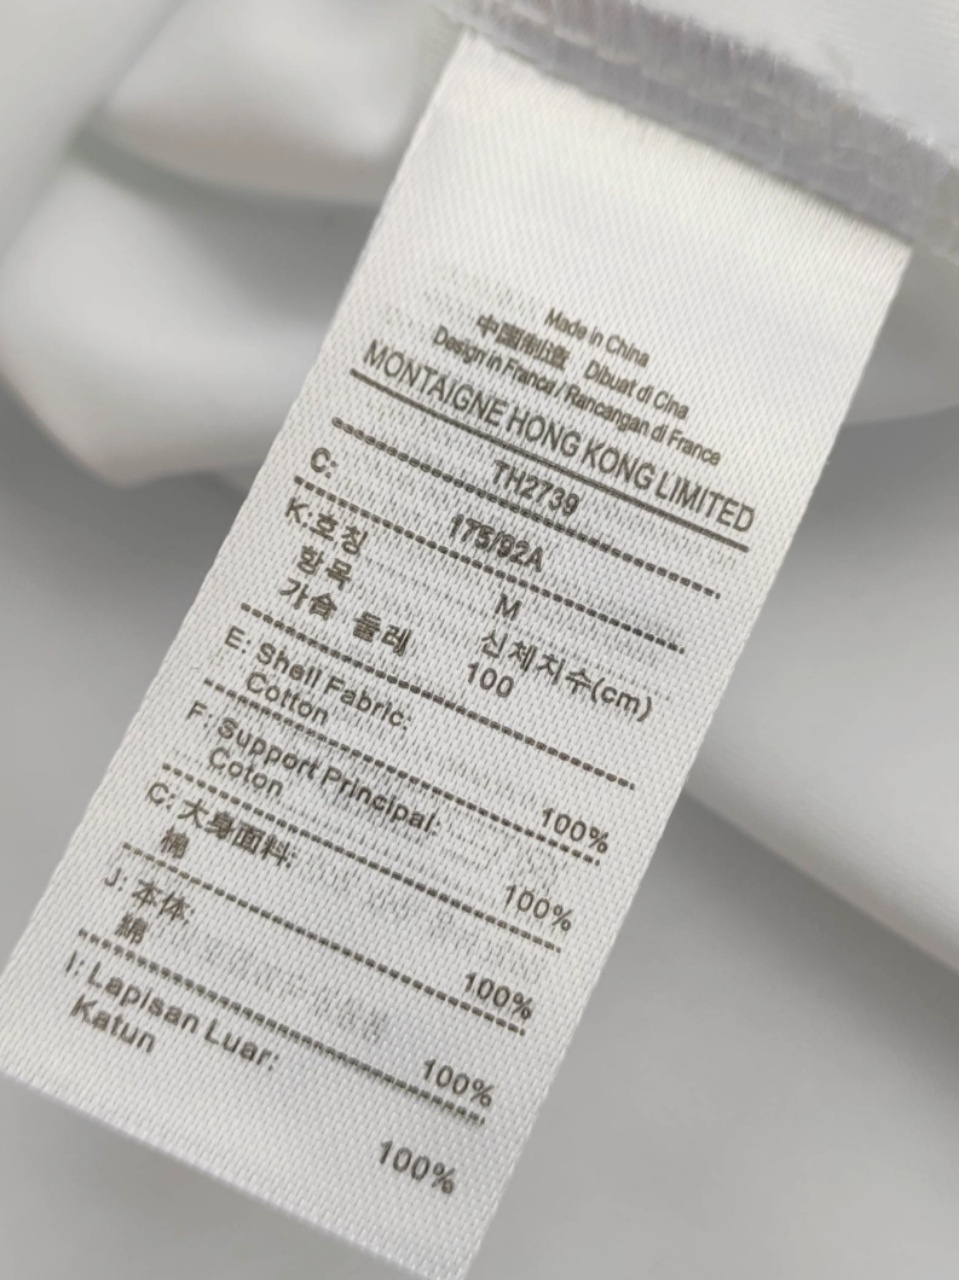 Made in China
中国制造 Dibuat di Cina
Design in France / Rancangan di France
MONTAIGNE HONG KONG LIMITED
TH2739
C: 175/92A
K:호칭 M
항목 신체치수(cm)
가슴 둘레 100
E: Shell Fabric:
Cotton 100%
F: Support Principal:
Coton 100%
C: 大身面料:
棉 100%
J: 本体:
綿 100%
I: Lapisan Luar:
Katun 100%